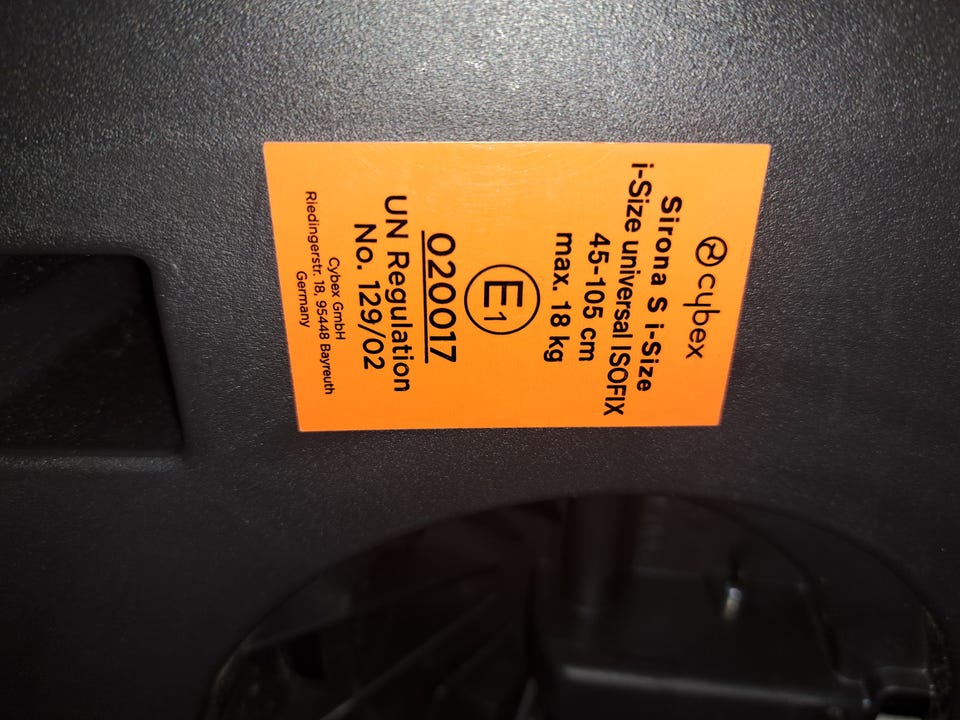 cybex
Sirona S i-Size
i-Size universal ISOFIX
45-105 cm
max. 18 kg
E1
020017
UN Regulation
No. 129/02
Cybex GmbH
Riedingerstr. 18, 95448 Bayreuth
Germany